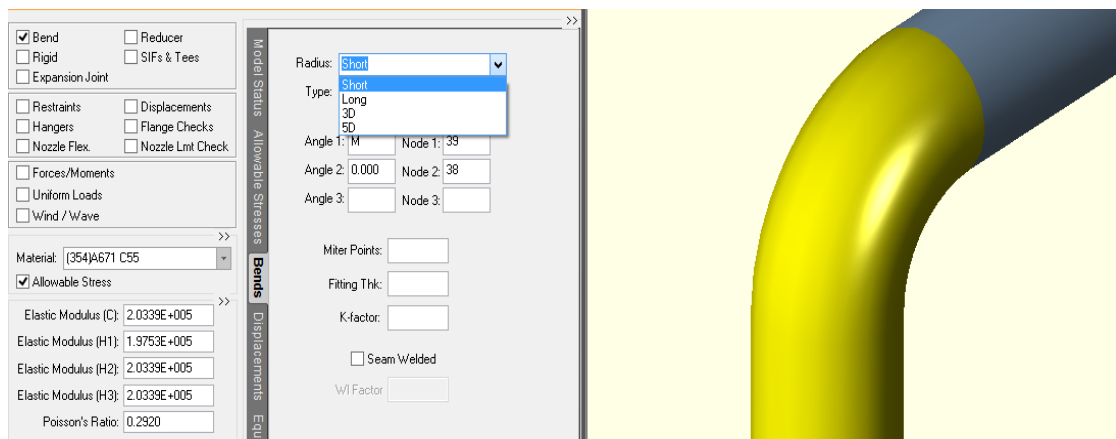 >>
Bend Reducer
Rigid SIFs & Tees
Expansion Joint
Restraints Displacements
Hangers Flange Checks
Nozzle Flex. Nozzle Lmt Check
Forces/Moments
Uniform Loads
Wind / Wave
>>
Material: (354)A671 C55
Allowable Stress
>>
Elastic Modulus (C): 2.0339E+005
Elastic Modulus (H1): 1.9753E+005
Elastic Modulus (H2): 2.0339E+005
Elastic Modulus (H3): 2.0339E+005
Poisson's Ratio: 0.2920
Model Status
Allowable Stresses
Bends
Displacements
Equ
Radius: Short
Type:
Short
Long
3D
5D
Angle 1: M Node 1: 39
Angle 2: 0.000 Node 2: 38
Angle 3: Node 3:
Miter Points:
Fitting Thk:
K-factor:
Seam Welded
WI Factor